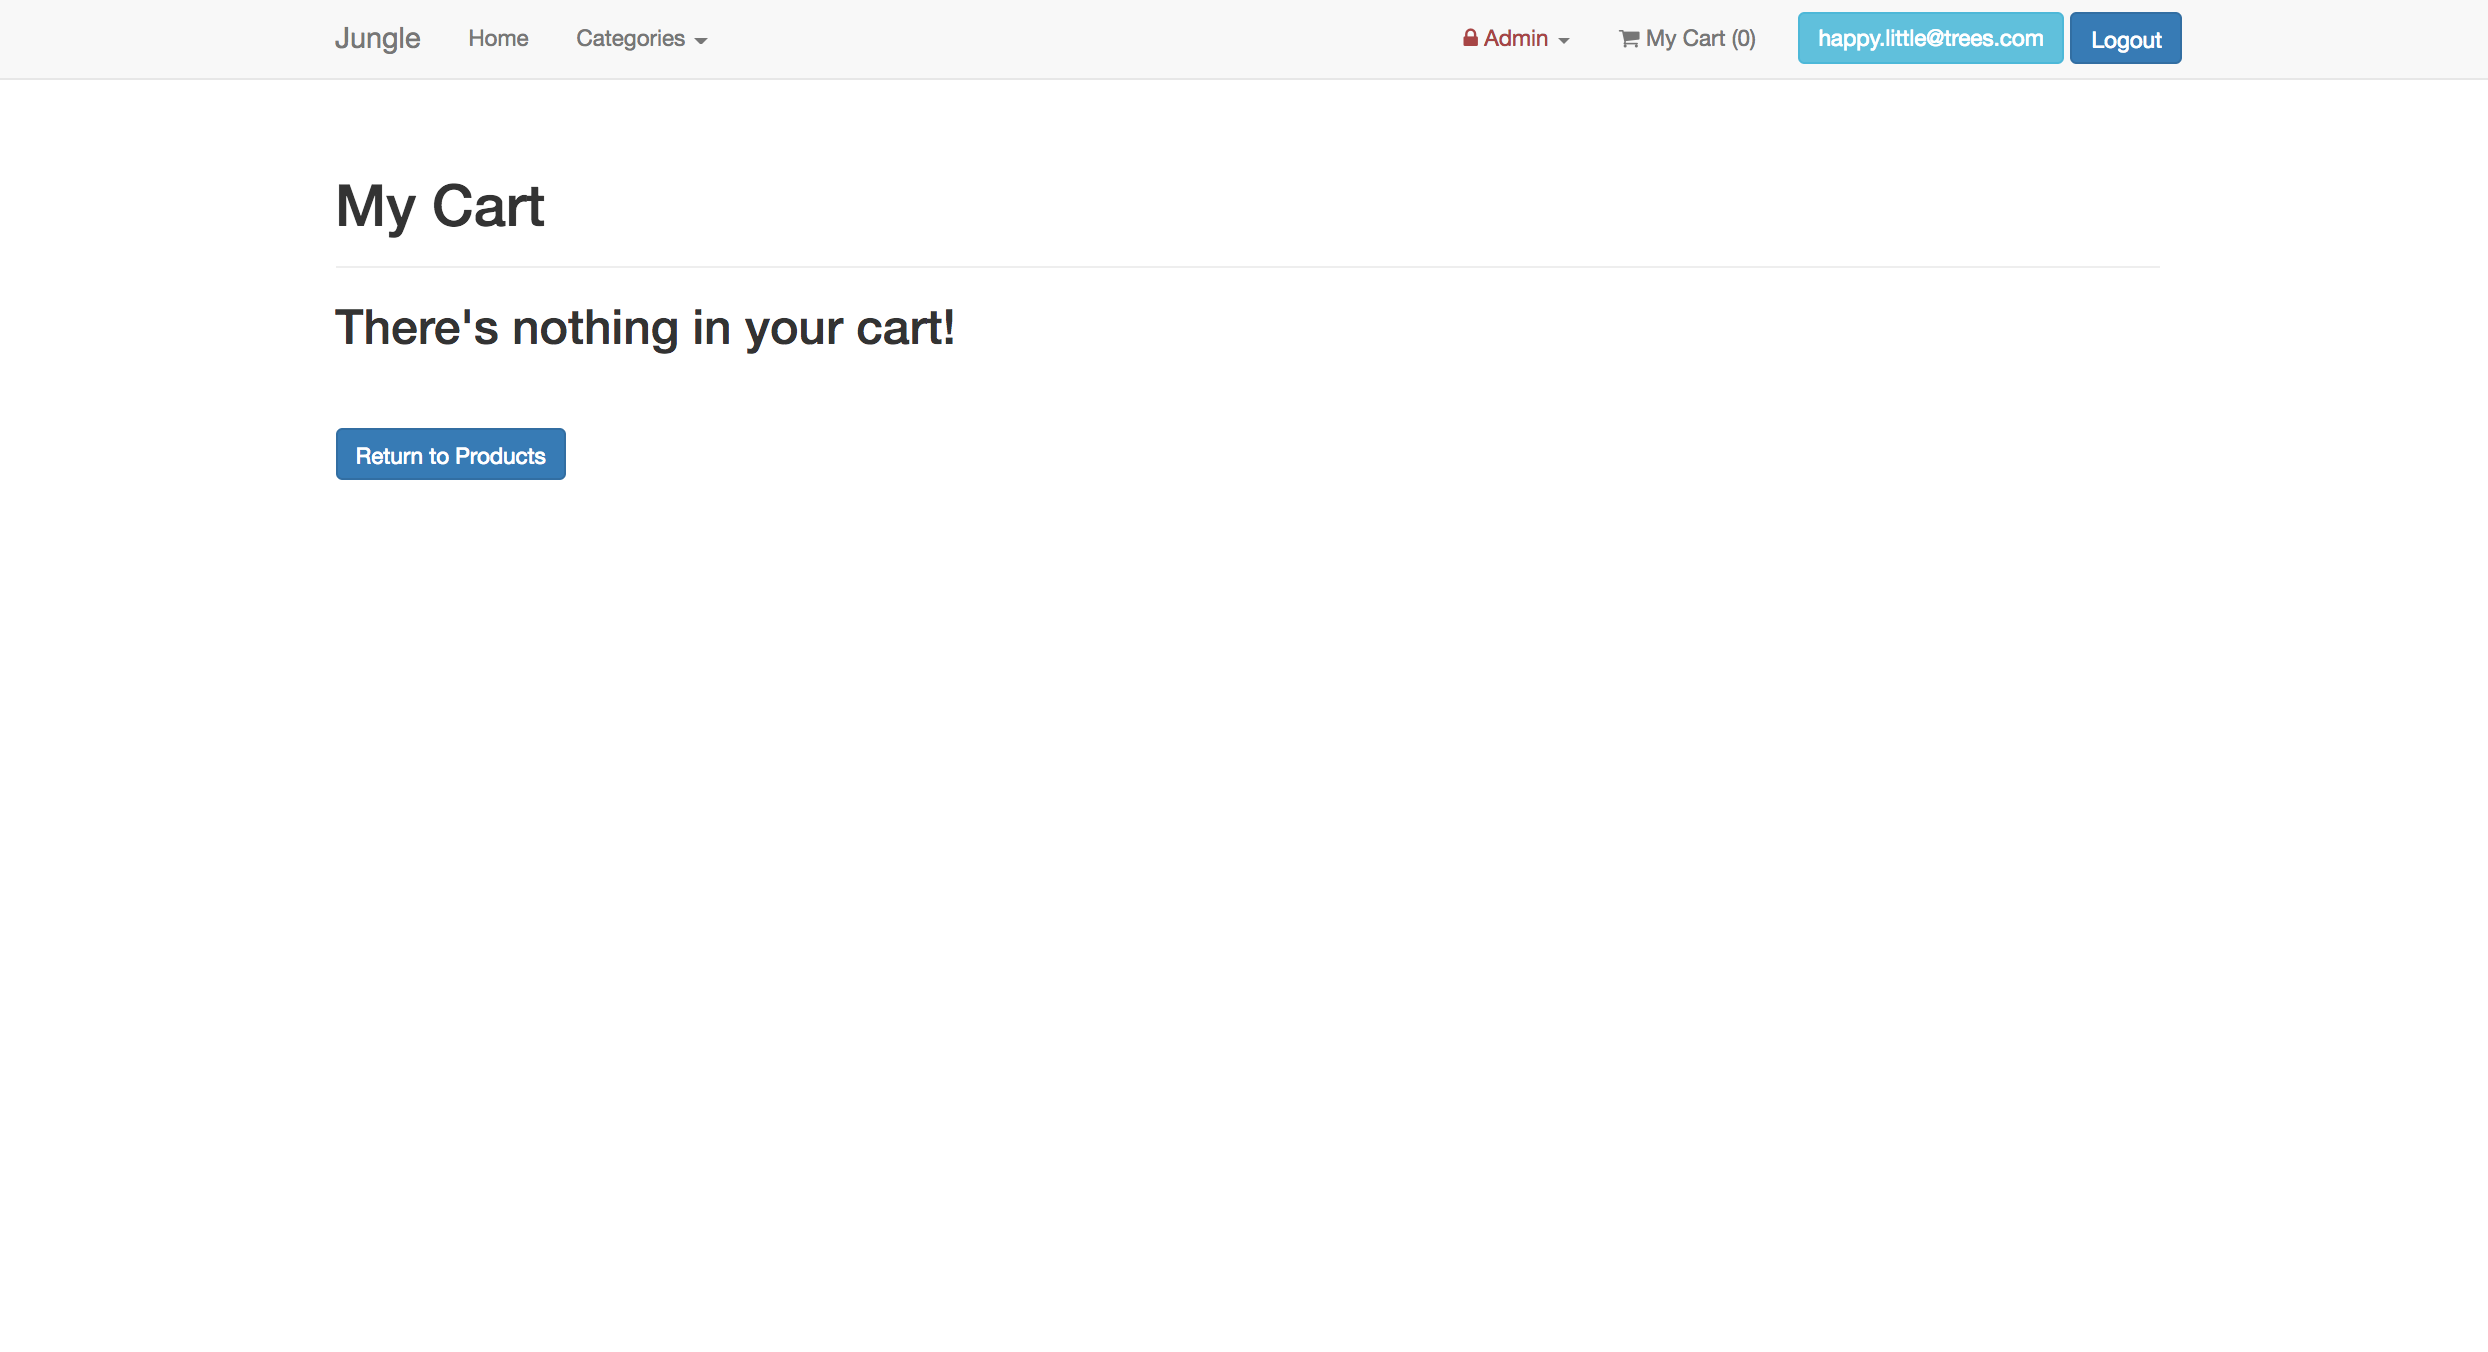 Jungle Home Categories Admin My Cart (0) happy.little@trees.com Logout
My Cart
There's nothing in your cart!
Return to Products